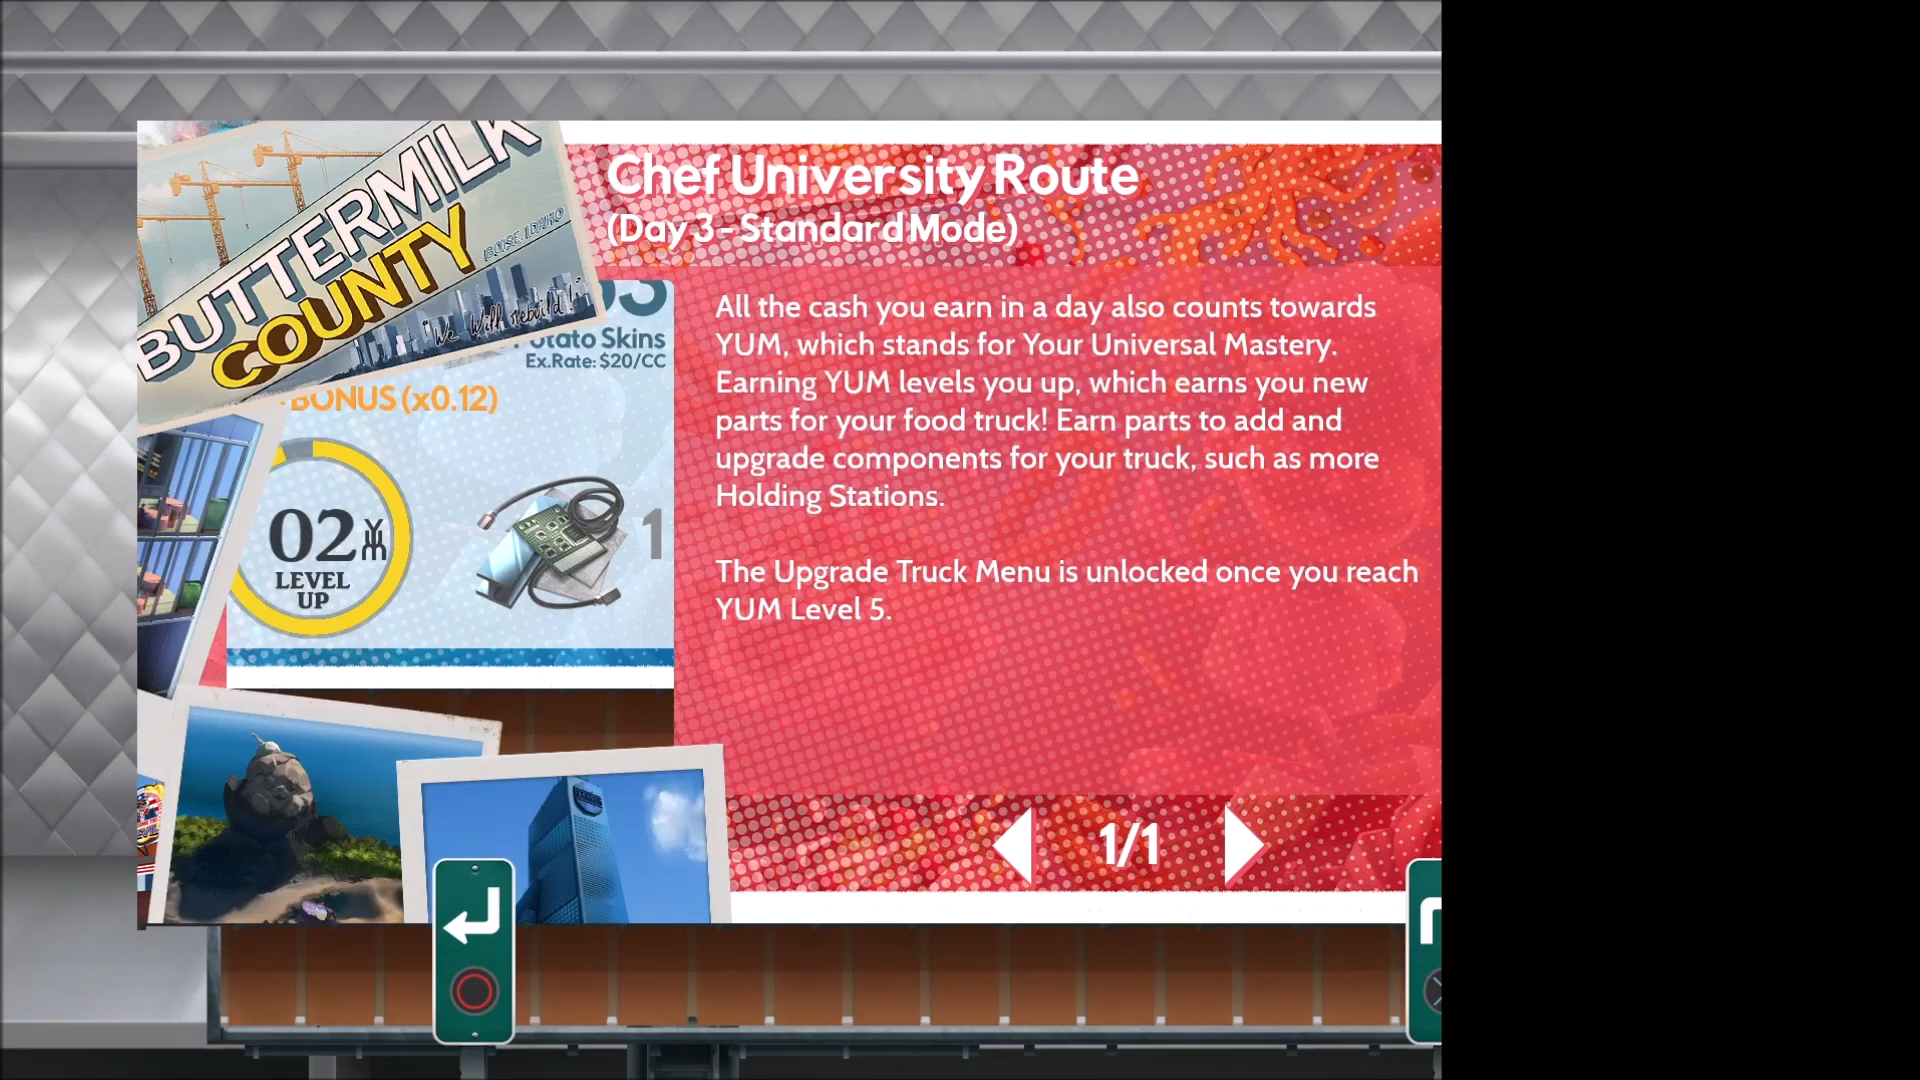 BUTTERMILK
COUNTY
BOISE, IDAHO
"We Will rebuild!"
Chef University Route
(Day 3 - Standard Mode)
Skins
Ex.Rate: $20/CC
BONUS (x0.12)
02
LEVEL
UP
1
All the cash you earn in a day also counts towards
YUM, which stands for Your Universal Mastery.
Earning YUM levels you up, which earns you new
parts for your food truck! Earn parts to add and
upgrade components for your truck, such as more
Holding Stations.
The Upgrade Truck Menu is unlocked once you reach
YUM Level 5.
1/1